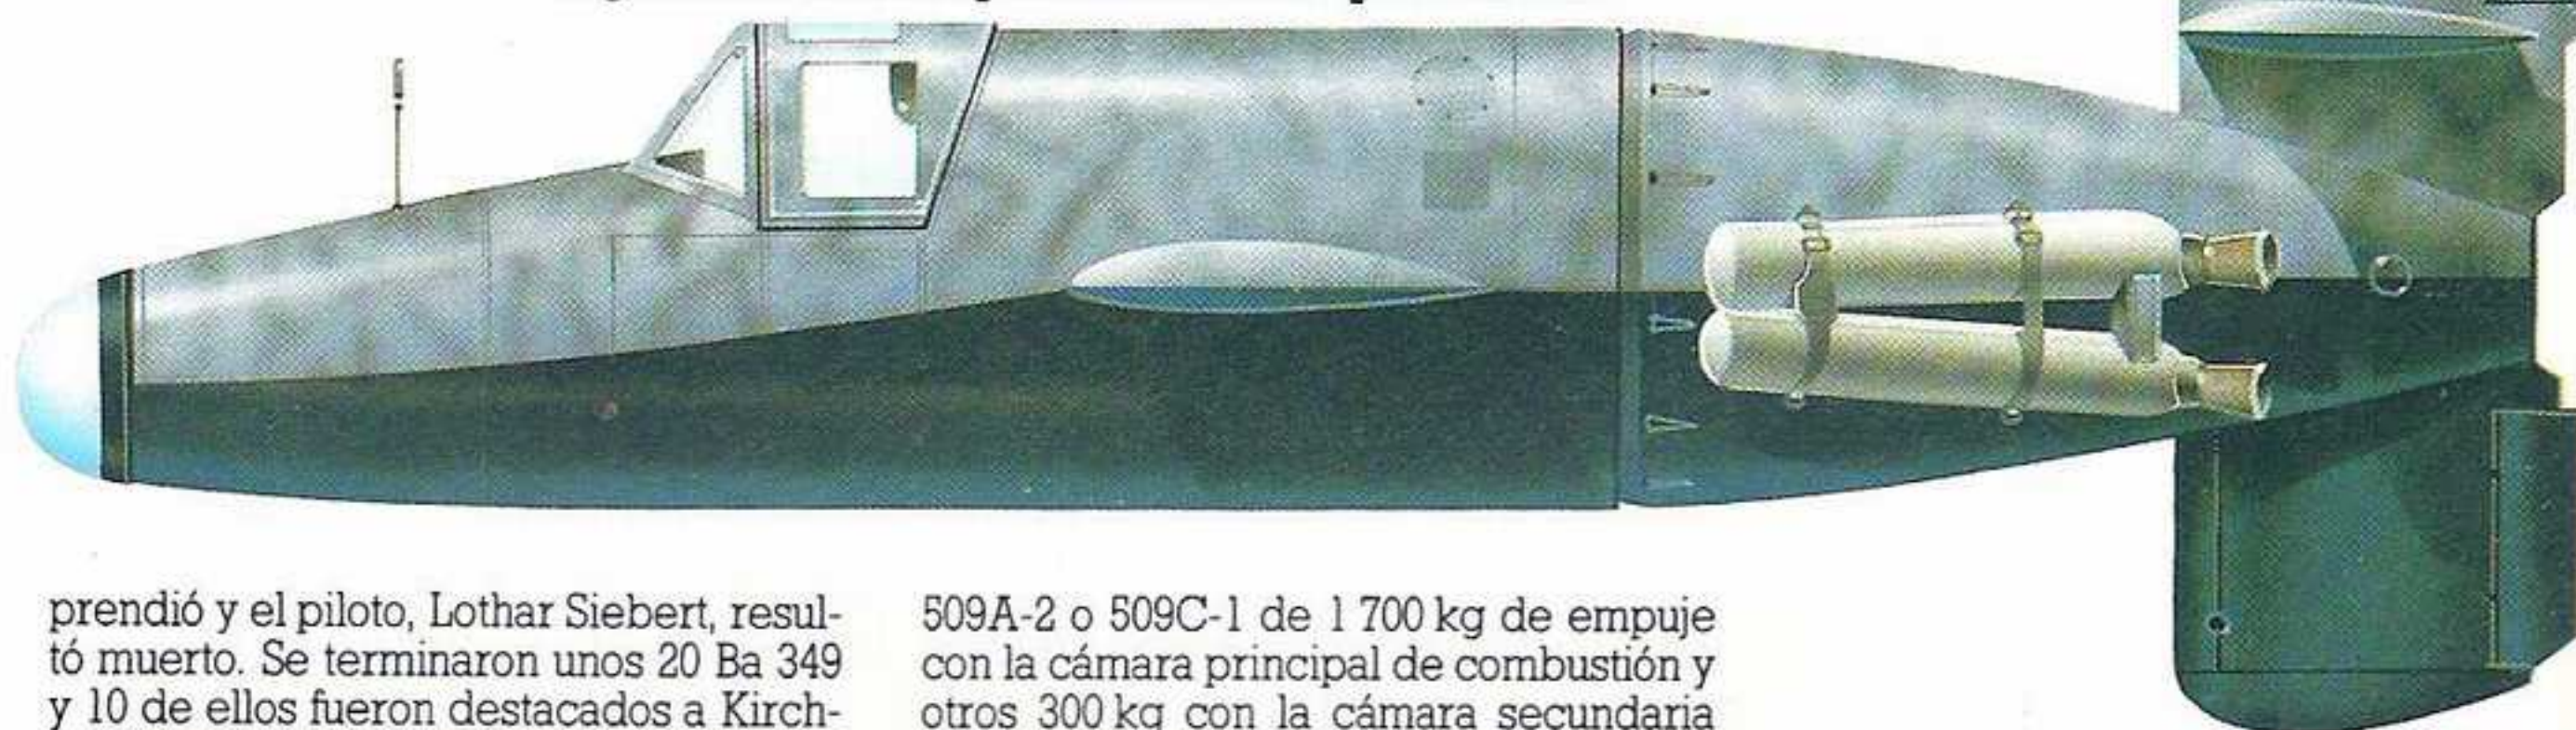 prendió y el piloto, Lothar Siebert, resul-
tó muerto. Se terminaron unos 20 Ba 349
y 10 de ellos fueron destacados a Kirch-
509A-2 o 509C-1 de 1 700 kg de empuje
con la cámara principal de combustión y
otros 300 kg con la cámara secundaria